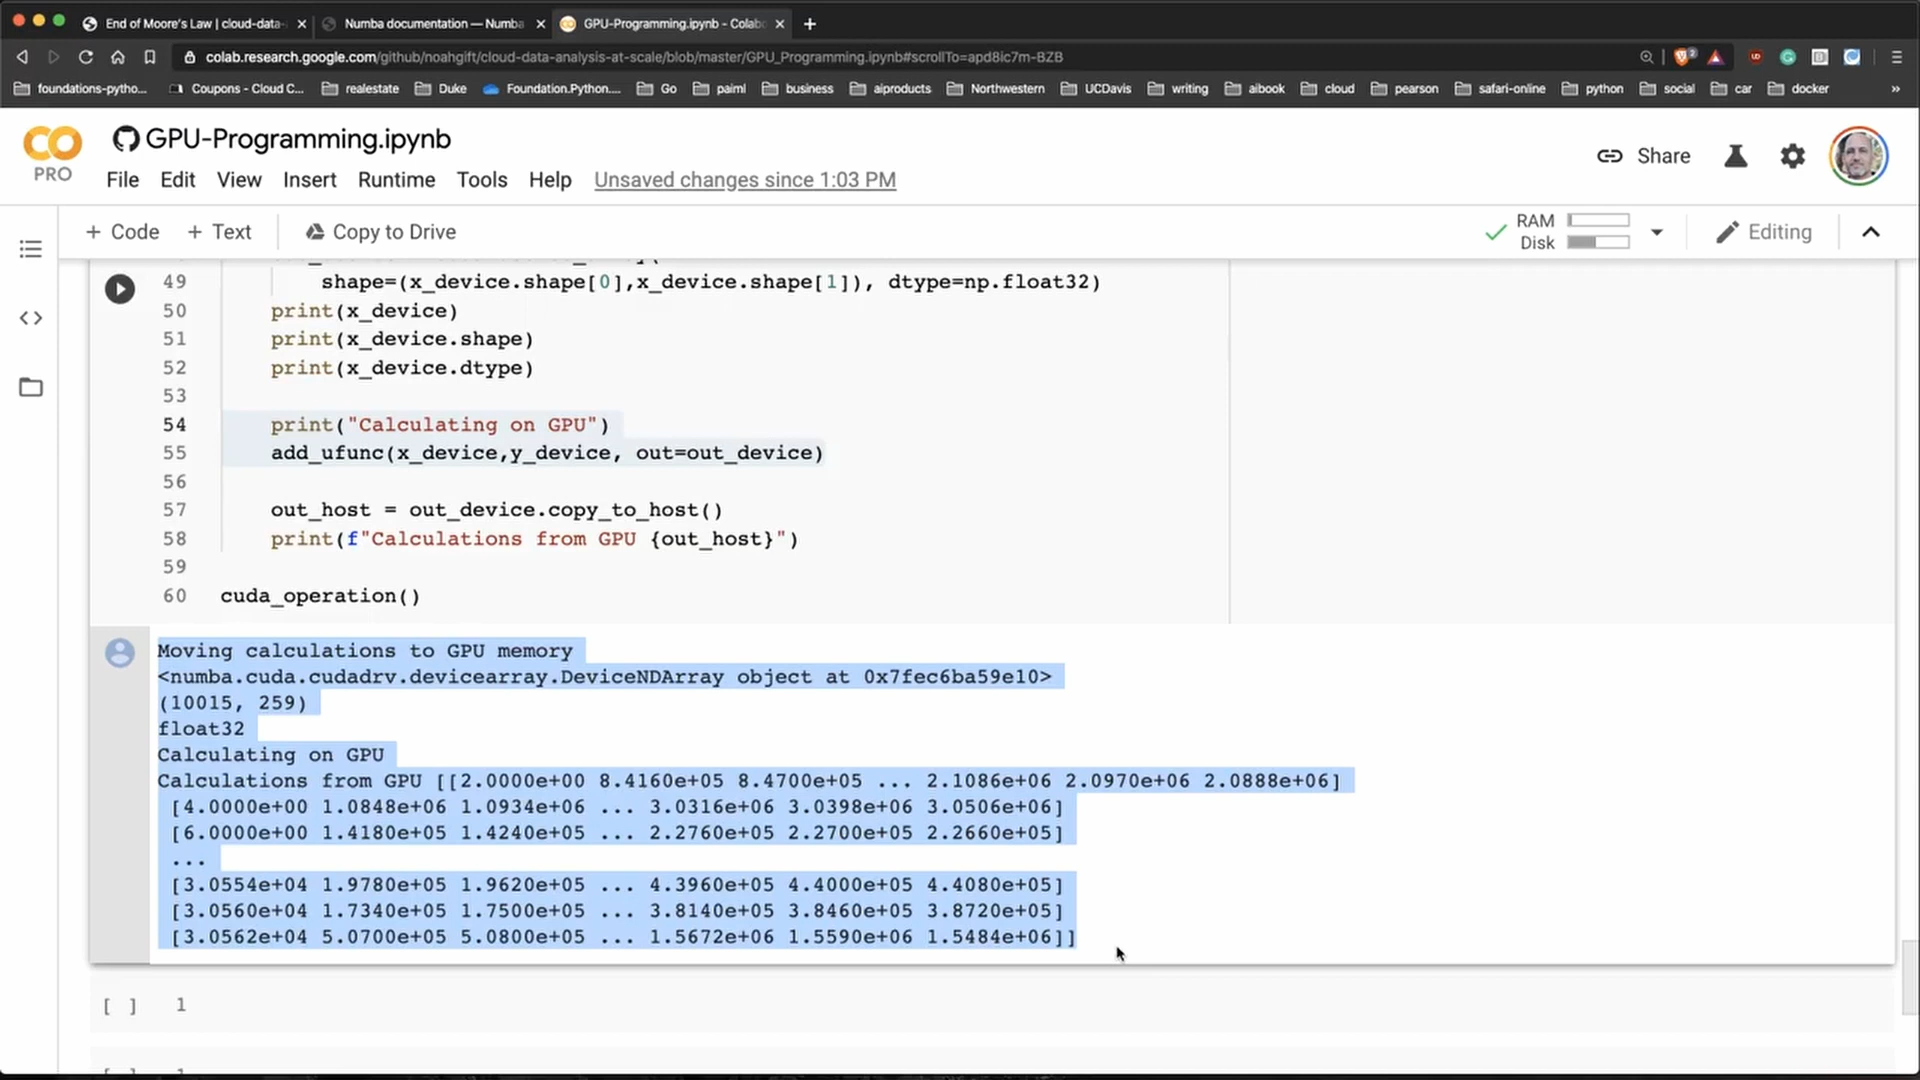 End of Moore's Law | cloud-data-
Numba documentation — Numba
GPU-Programming.ipynb - Colabo
colab.research.google.com/github/noahgift/cloud-data-analysis-at-scale/blob/master/GPU_Programming.ipynb#scrollTo=apd8ic7m-BZB
foundations-pytho... Coupons - Cloud C... realestate Duke Foundation.Python.... Go paiml business aiproducts Northwestern UCDavis writing aibook cloud pearson safari-online python social car docker »
CO
PRO
GPU-Programming.ipynb
File Edit View Insert Runtime Tools Help Unsaved changes since 1:03 PM
Share
+ Code + Text Copy to Drive
RAM
Disk
Editing
49 shape=(x_device.shape[0],x_device.shape[1]), dtype=np.float32)
50 print(x_device)
51 print(x_device.shape)
52 print(x_device.dtype)
53
54 print("Calculating on GPU")
55 add_ufunc(x_device,y_device, out=out_device)
56
57 out_host = out_device.copy_to_host()
58 print(f"Calculations from GPU {out_host}")
59
60 cuda_operation()
Moving calculations to GPU memory
<numba.cuda.cudadrv.devicearray.DeviceNDArray object at 0x7fec6ba59e10>
(10015, 259)
float32
Calculating on GPU
Calculations from GPU [[2.0000e+00 8.4160e+05 8.4700e+05 ... 2.1086e+06 2.0970e+06 2.0888e+06]
[4.0000e+00 1.0848e+06 1.0934e+06 ... 3.0316e+06 3.0398e+06 3.0506e+06]
[6.0000e+00 1.4180e+05 1.4240e+05 ... 2.2760e+05 2.2700e+05 2.2660e+05]
...
[3.0554e+04 1.9780e+05 1.9620e+05 ... 4.3960e+05 4.4000e+05 4.4080e+05]
[3.0560e+04 1.7340e+05 1.7500e+05 ... 3.8140e+05 3.8460e+05 3.8720e+05]
[3.0562e+04 5.0700e+05 5.0800e+05 ... 1.5672e+06 1.5590e+06 1.5484e+06]]
[ ] 1